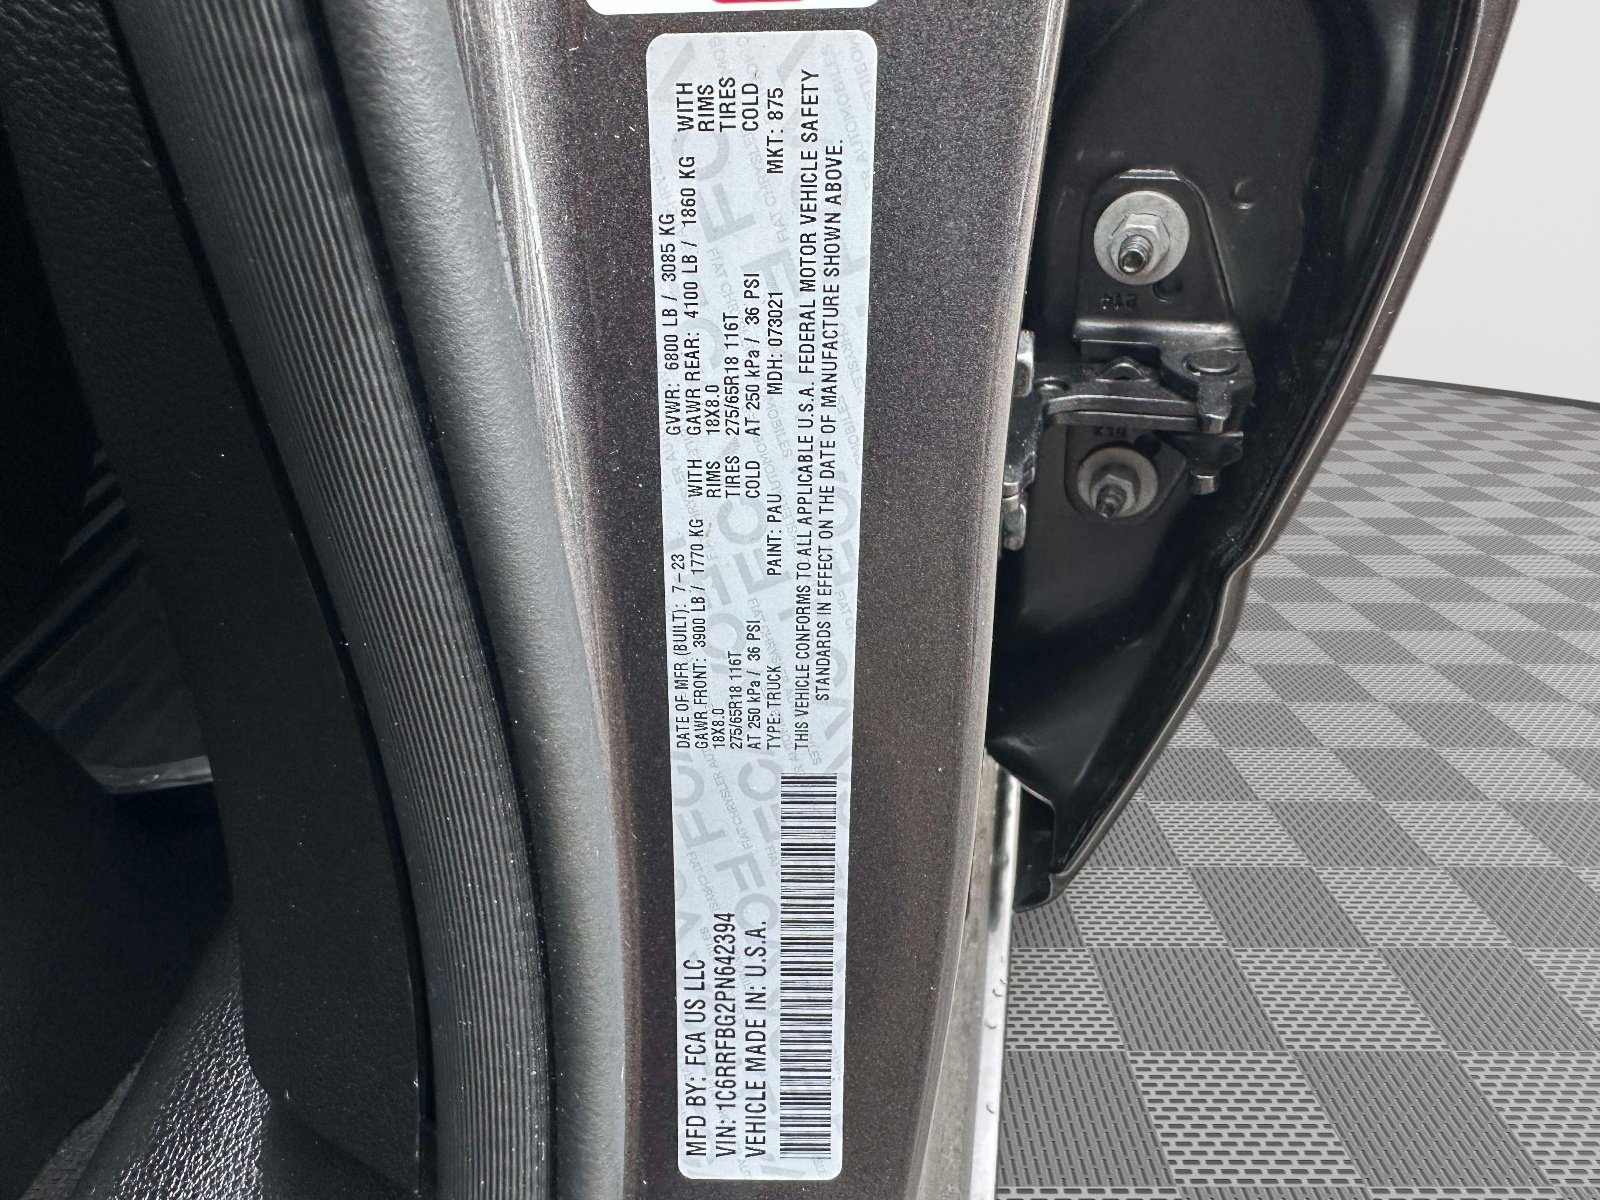 MFD BY: FCA US LLC
VIN: 1C6RRFBG2PN642394
VEHICLE MADE IN: U.S.A.
DATE OF MFR (BUILT): 7-23 GVWR: 6800 LB / 3085 KG
GAWR FRONT: 3900 LB / 1770 KG WITH GAWR REAR: 4100 LB / 1860 KG WITH
18X8.0 RIMS 18X8.0 RIMS
275/65R18 116T TIRES 275/65R18 116T TIRES
AT 250 kPa / 36 PSI COLD AT 250 kPa / 36 PSI COLD
TYPE: TRUCK PAINT: PAU MDH: 073021 MKT: 875
THIS VEHICLE CONFORMS TO ALL APPLICABLE U.S.A. FEDERAL MOTOR VEHICLE SAFETY
STANDARDS IN EFFECT ON THE DATE OF MANUFACTURE SHOWN ABOVE.